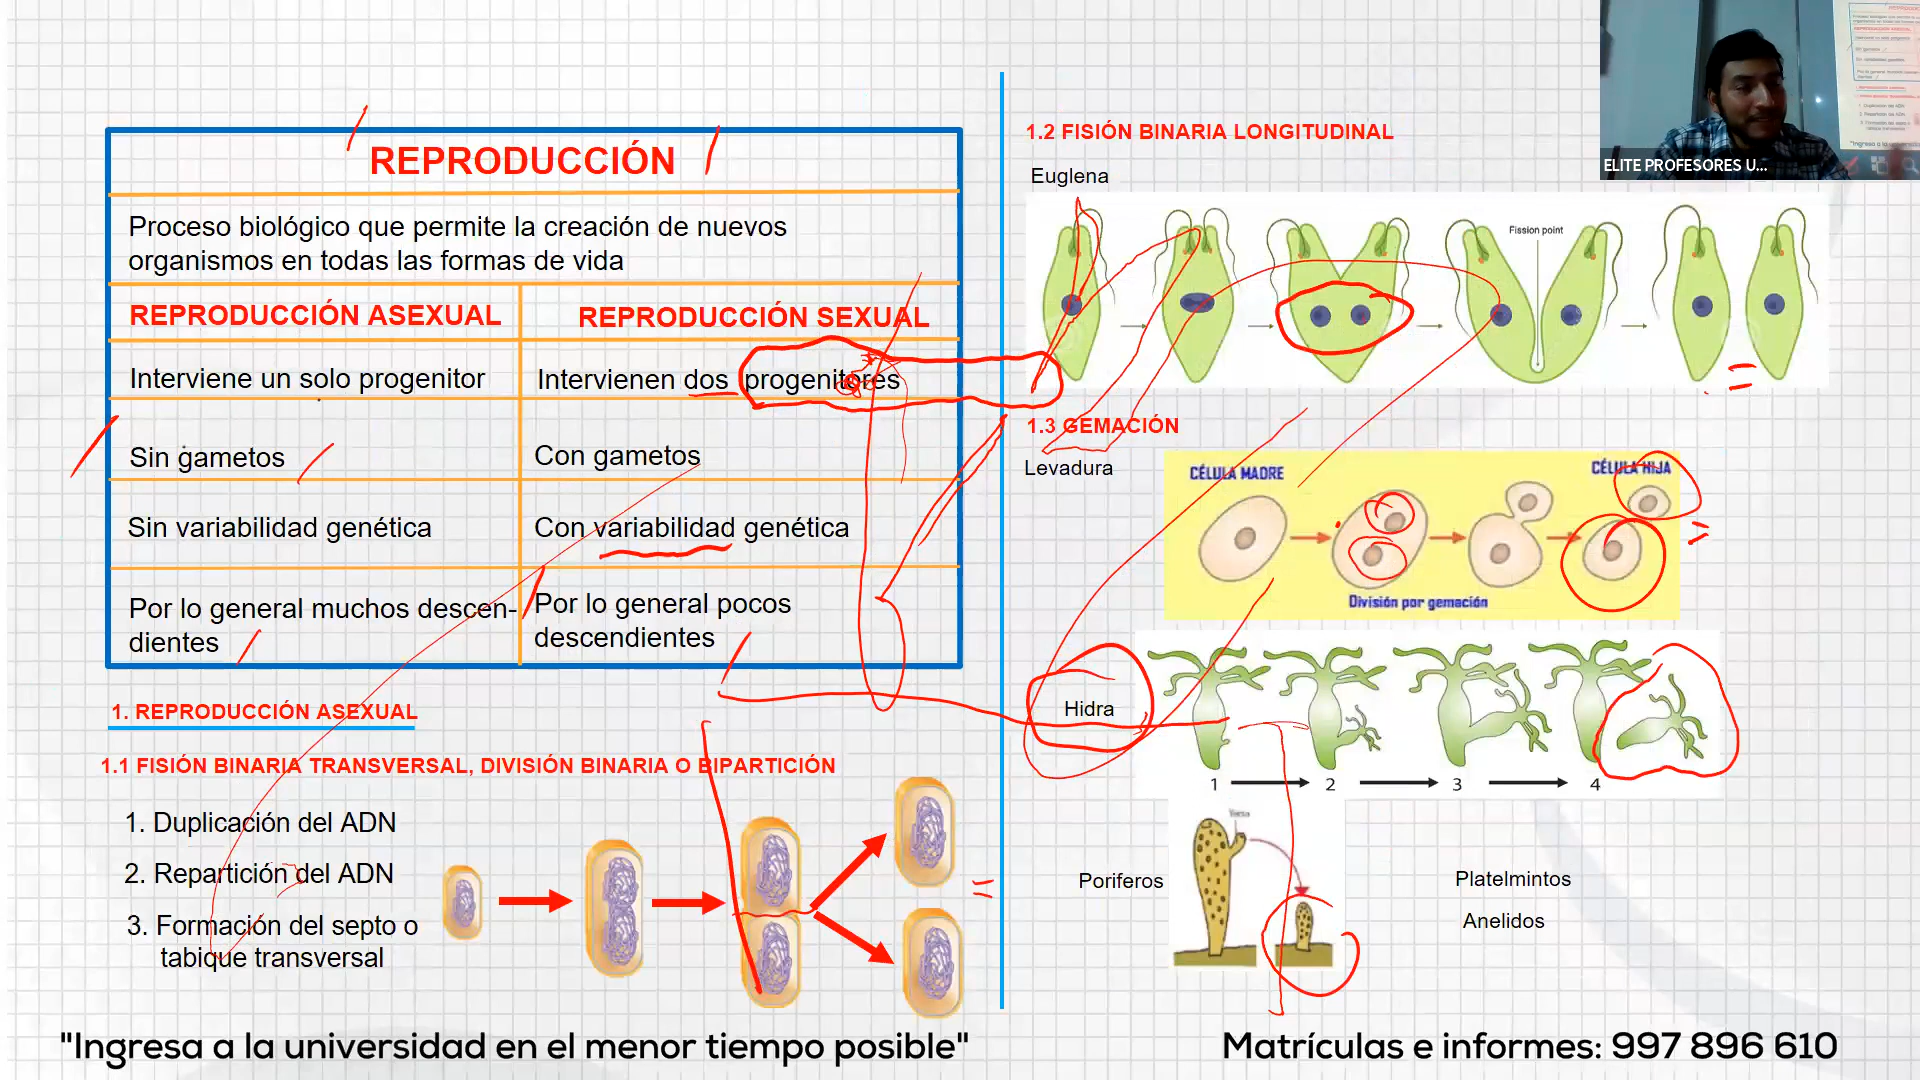 REPRODUCCIÓN
Proceso biológico que permite la creación de nuevos
organismos en todas las formas de vida
REPRODUCCIÓN ASEXUAL
REPRODUCCIÓN SEXUAL
Interviene un solo progenitor
Intervienen dos progenitores
Sin gametos
Con gametos
Sin variabilidad genética
Con variabilidad genética
Por lo general muchos descen-
dientes
Por lo general pocos
descendientes
1. REPRODUCCIÓN ASEXUAL
1.1 FISIÓN BINARIA TRANSVERSAL, DIVISIÓN BINARIA O BIPARTICIÓN
1. Duplicación del ADN
2. Repartición del ADN
3. Formación del septo o
tabique transversal
1.2 FISIÓN BINARIA LONGITUDINAL
Euglena
Fission point
1.3 GEMACIÓN
Levadura
CÉLULA MADRE
CÉLULA HIJA
División por gemación
Hidra
1
2
3
4
Yema
Poriferos
Platelmintos
Anelidos
ELITE PROFESORES U...
"Ingresa a la universidad en el menor tiempo posible"
Matrículas e informes: 997 896 610